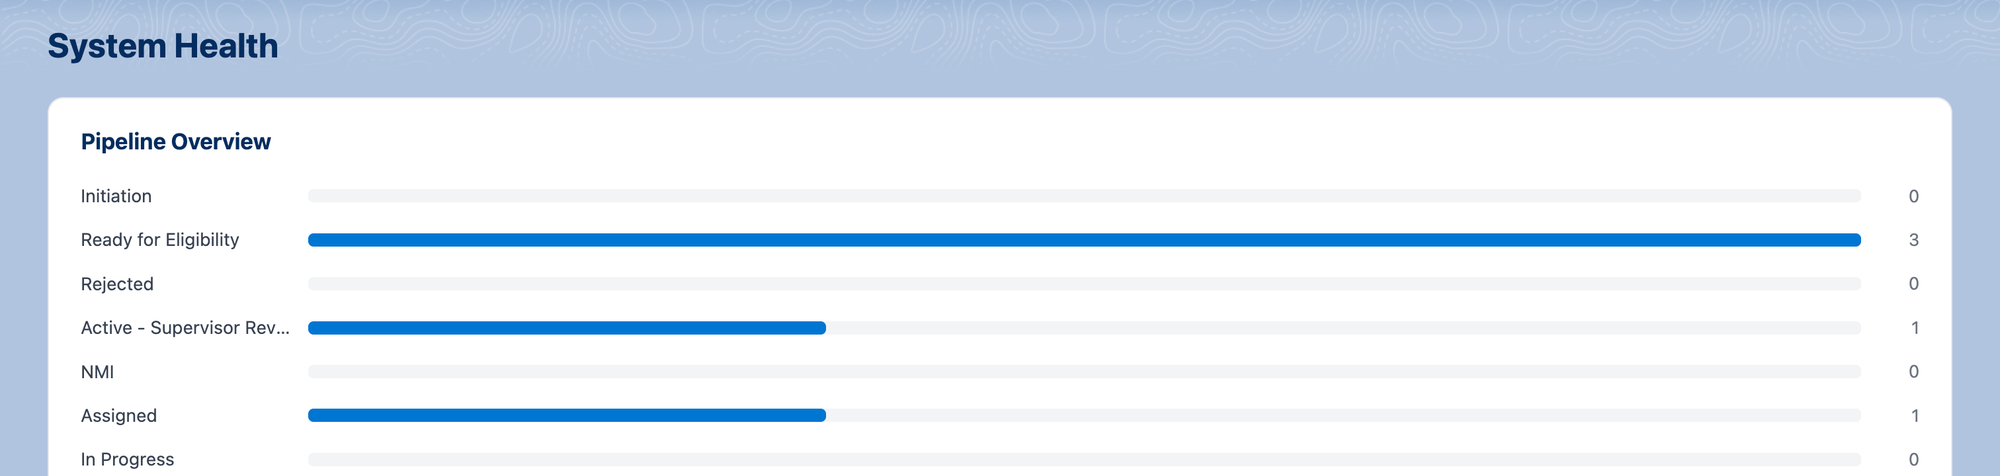 System Health
Pipeline Overview
Initiation 0
Ready for Eligibility 3
Rejected 0
Active - Supervisor Rev... 1
NMI 0
Assigned 1
In Progress 0